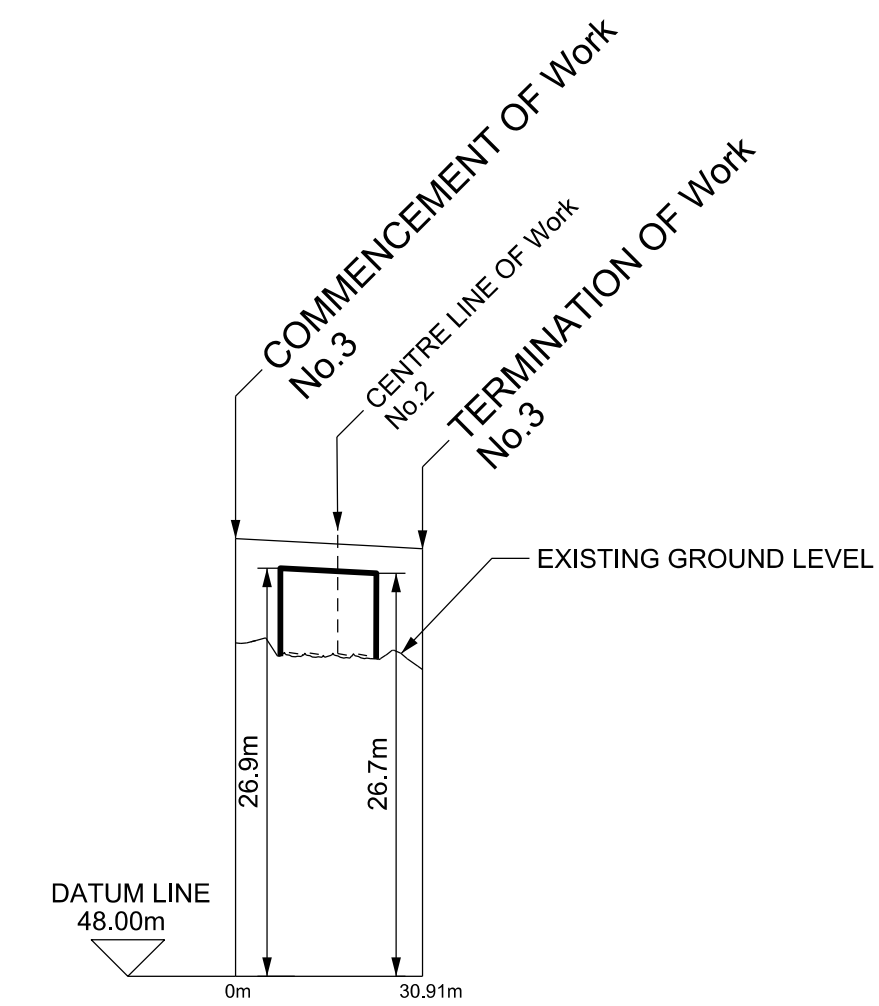 COMMENCEMENT OF Work
No.3
CENTRE LINE OF Work
No.2
TERMINATION OF Work
No.3
EXISTING GROUND LEVEL
26.9m
26.7m
DATUM LINE
48.00m
0m
30.91m